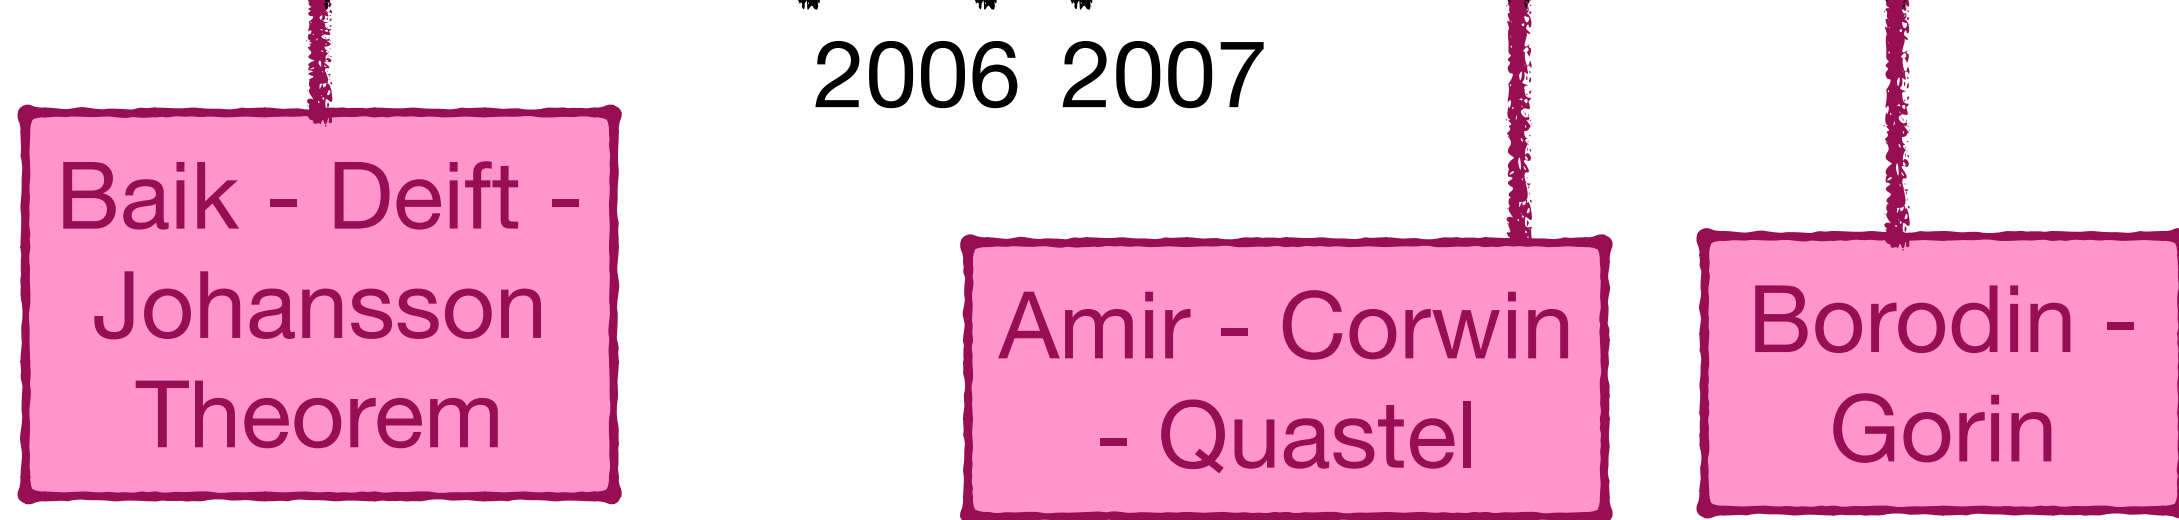 2006 2007
Baik - Deift -
Johansson
Theorem
Amir - Corwin
- Quastel
Borodin -
Gorin